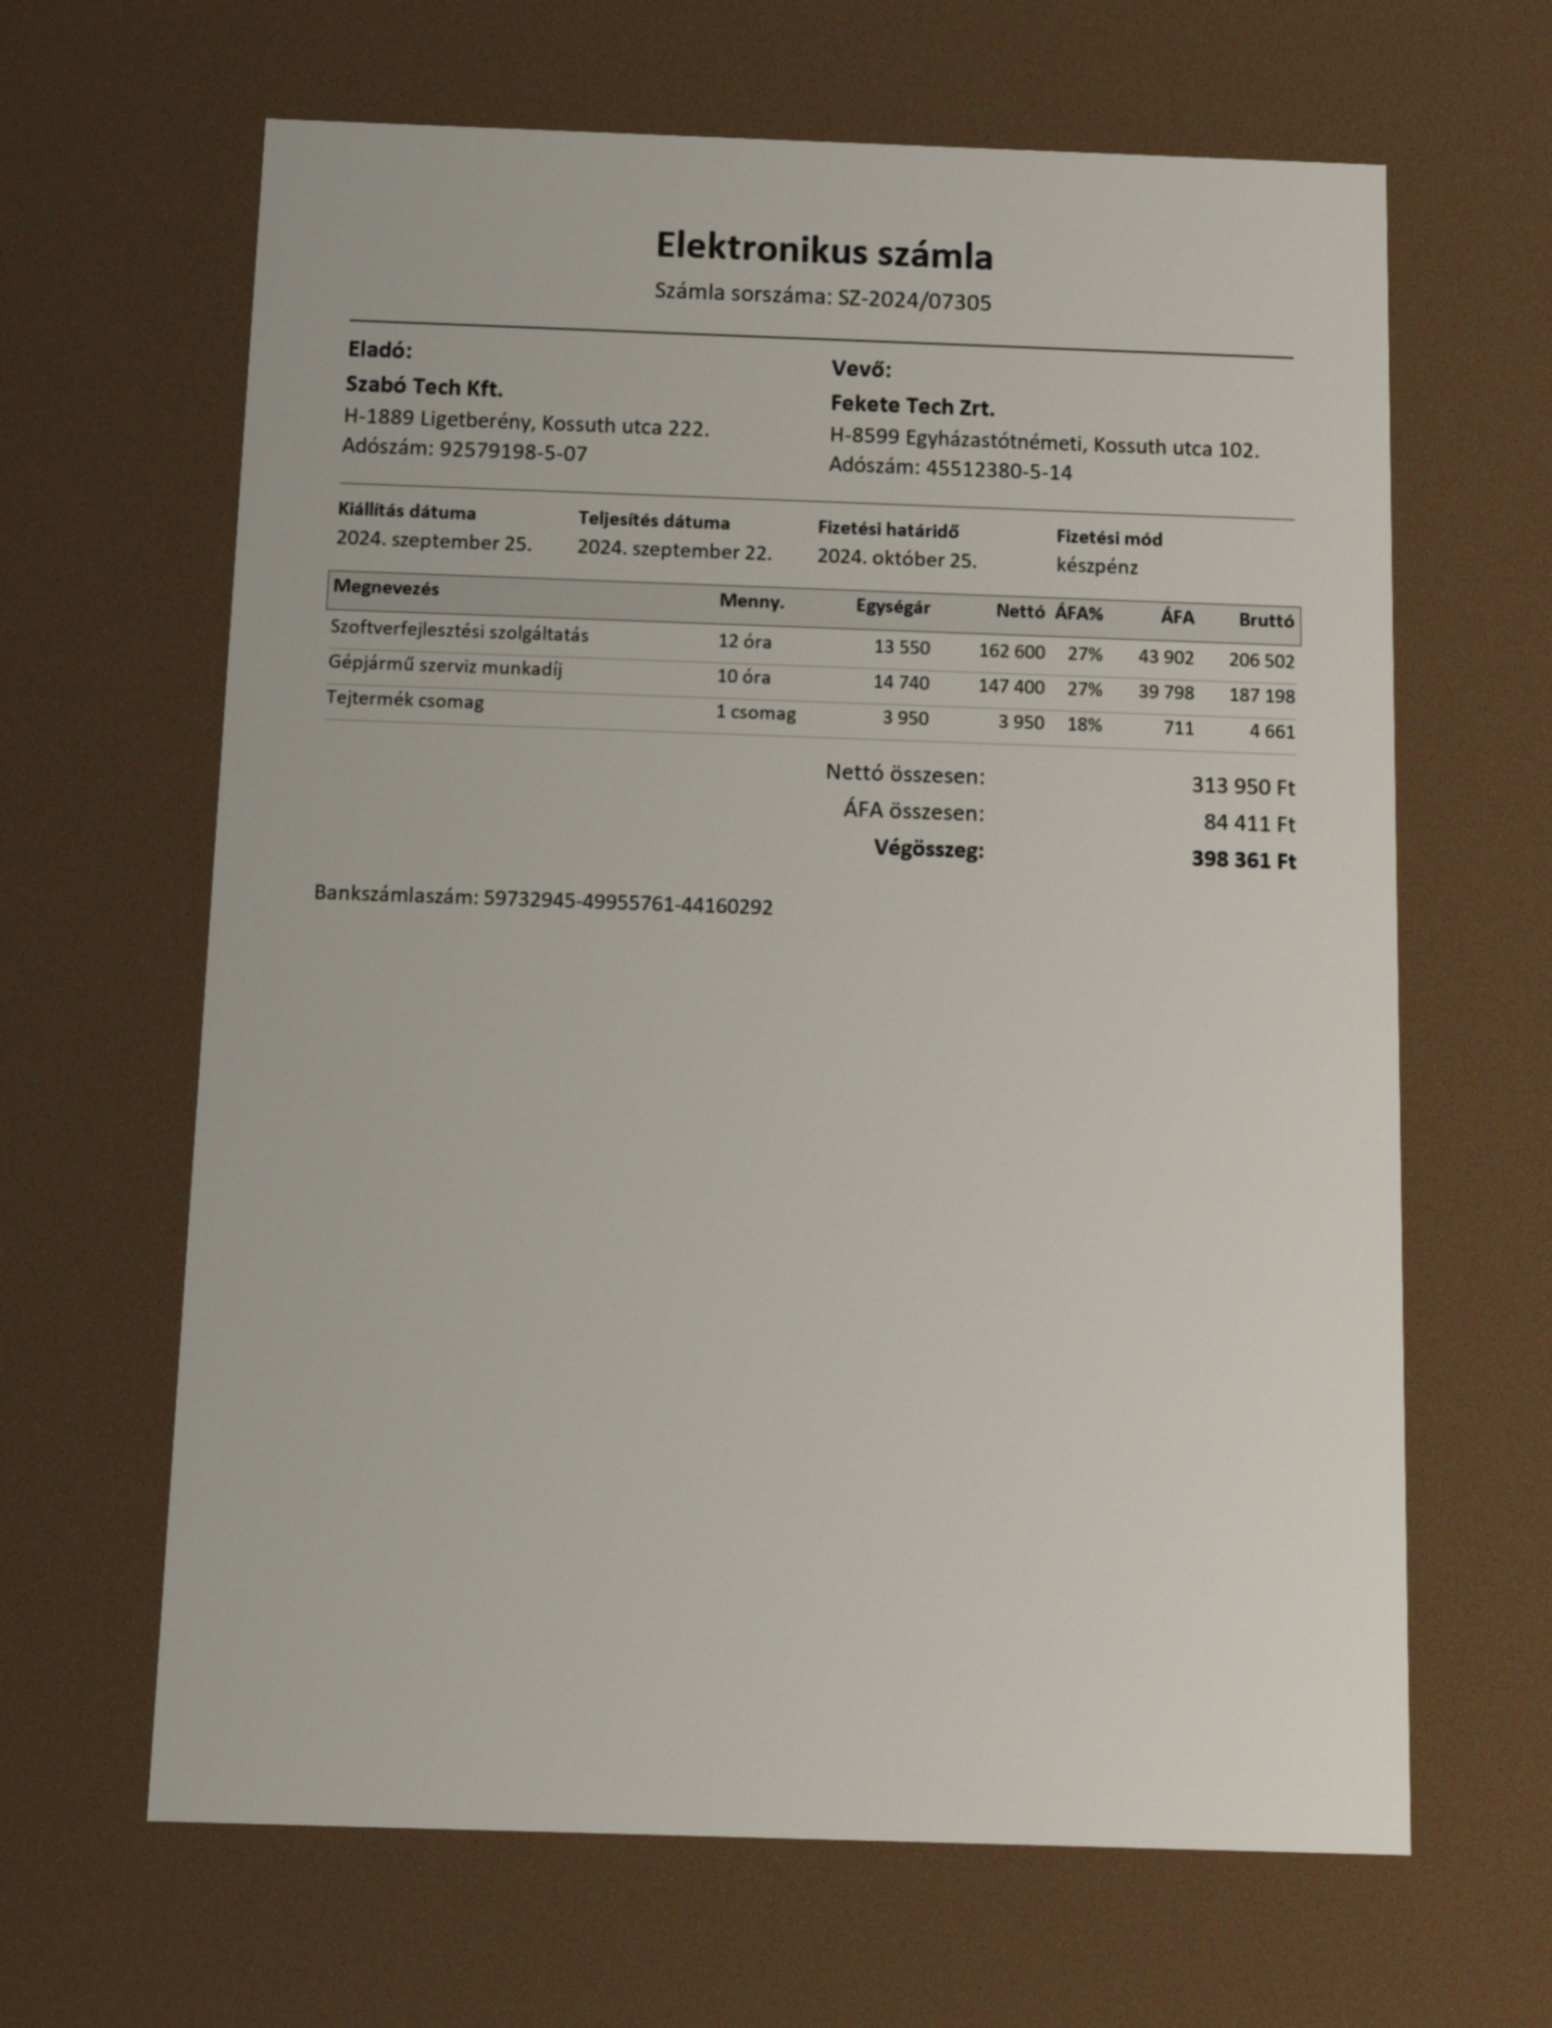 Elektronikus számla
Számla sorszáma: SZ-2024/07305
Eladó:
Szabó Tech Kft.
H-1889 Ligetberény, Kossuth utca 222.
Adószám: 92579198-5-07
Vevő:
Fekete Tech Zrt.
H-8599 Egyházastótnémeti, Kossuth utca 102.
Adószám: 45512380-5-14
Kiállítás dátuma Teljesítés dátuma Fizetési határidő Fizetési mód
2024. szeptember 25. 2024. szeptember 22. 2024. október 25. készpénz
Megnevezés Menny. Egységár Nettó ÁFA% ÁFA Bruttó
Szoftverfejlesztési szolgáltatás 12 óra 13 550 162 600 27% 43 902 206 502
Gépjármű szerviz munkadíj 10 óra 14 740 147 400 27% 39 798 187 198
Tejtermék csomag 1 csomag 3 950 3 950 18% 711 4 661
Nettó összesen: 313 950 Ft
ÁFA összesen: 84 411 Ft
Végösszeg: 398 361 Ft
Bankszámlaszám: 59732945-49955761-44160292